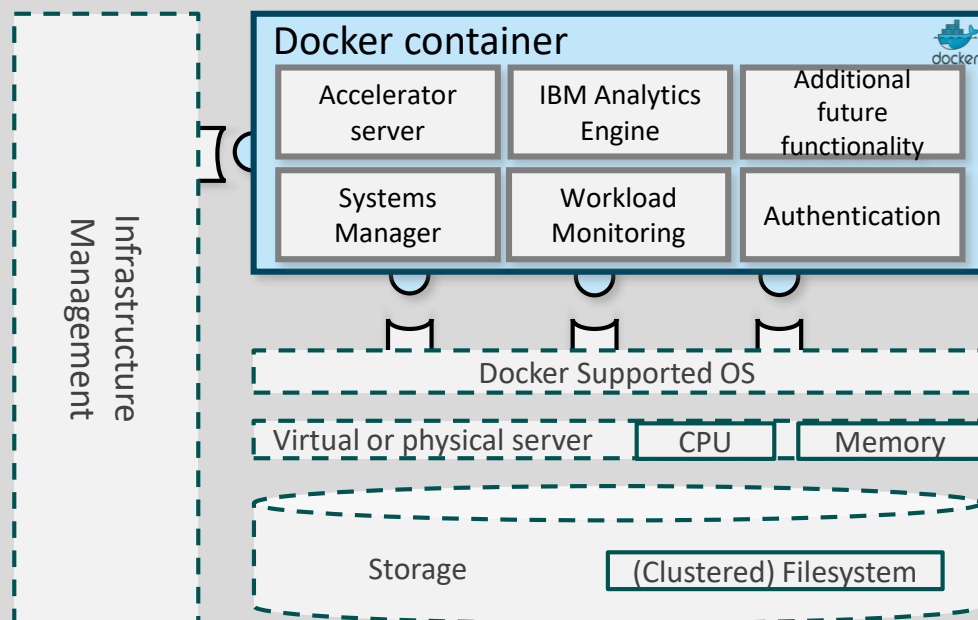 Docker container
docker
Accelerator
server
IBM Analytics
Engine
Additional
future
functionality
Systems
Manager
Workload
Monitoring
Authentication
Infrastructure
Management
Docker Supported OS
Virtual or physical server
CPU
Memory
Storage
(Clustered) Filesystem